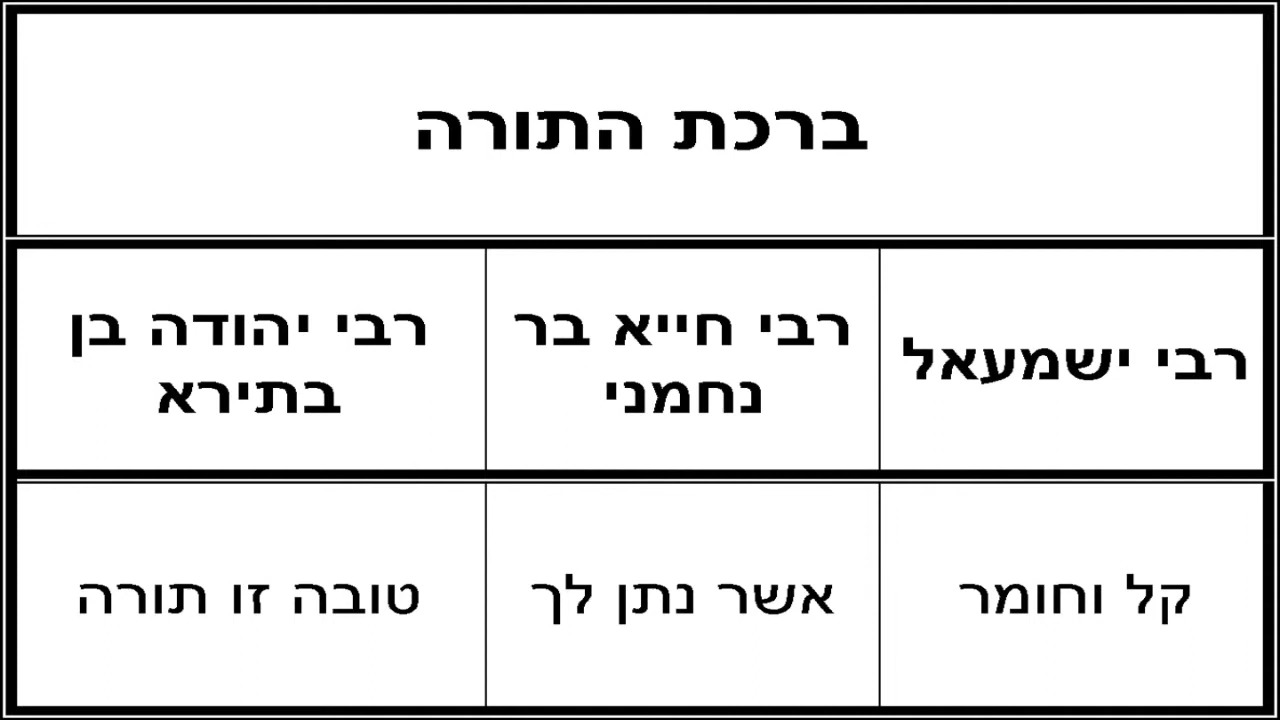 ברכת התורה
רבי ישמעאל
רבי חייא בר
נחמני
רבי יהודה בן
בתירא
קל וחומר
אשר נתן לך
טובה זו תורה